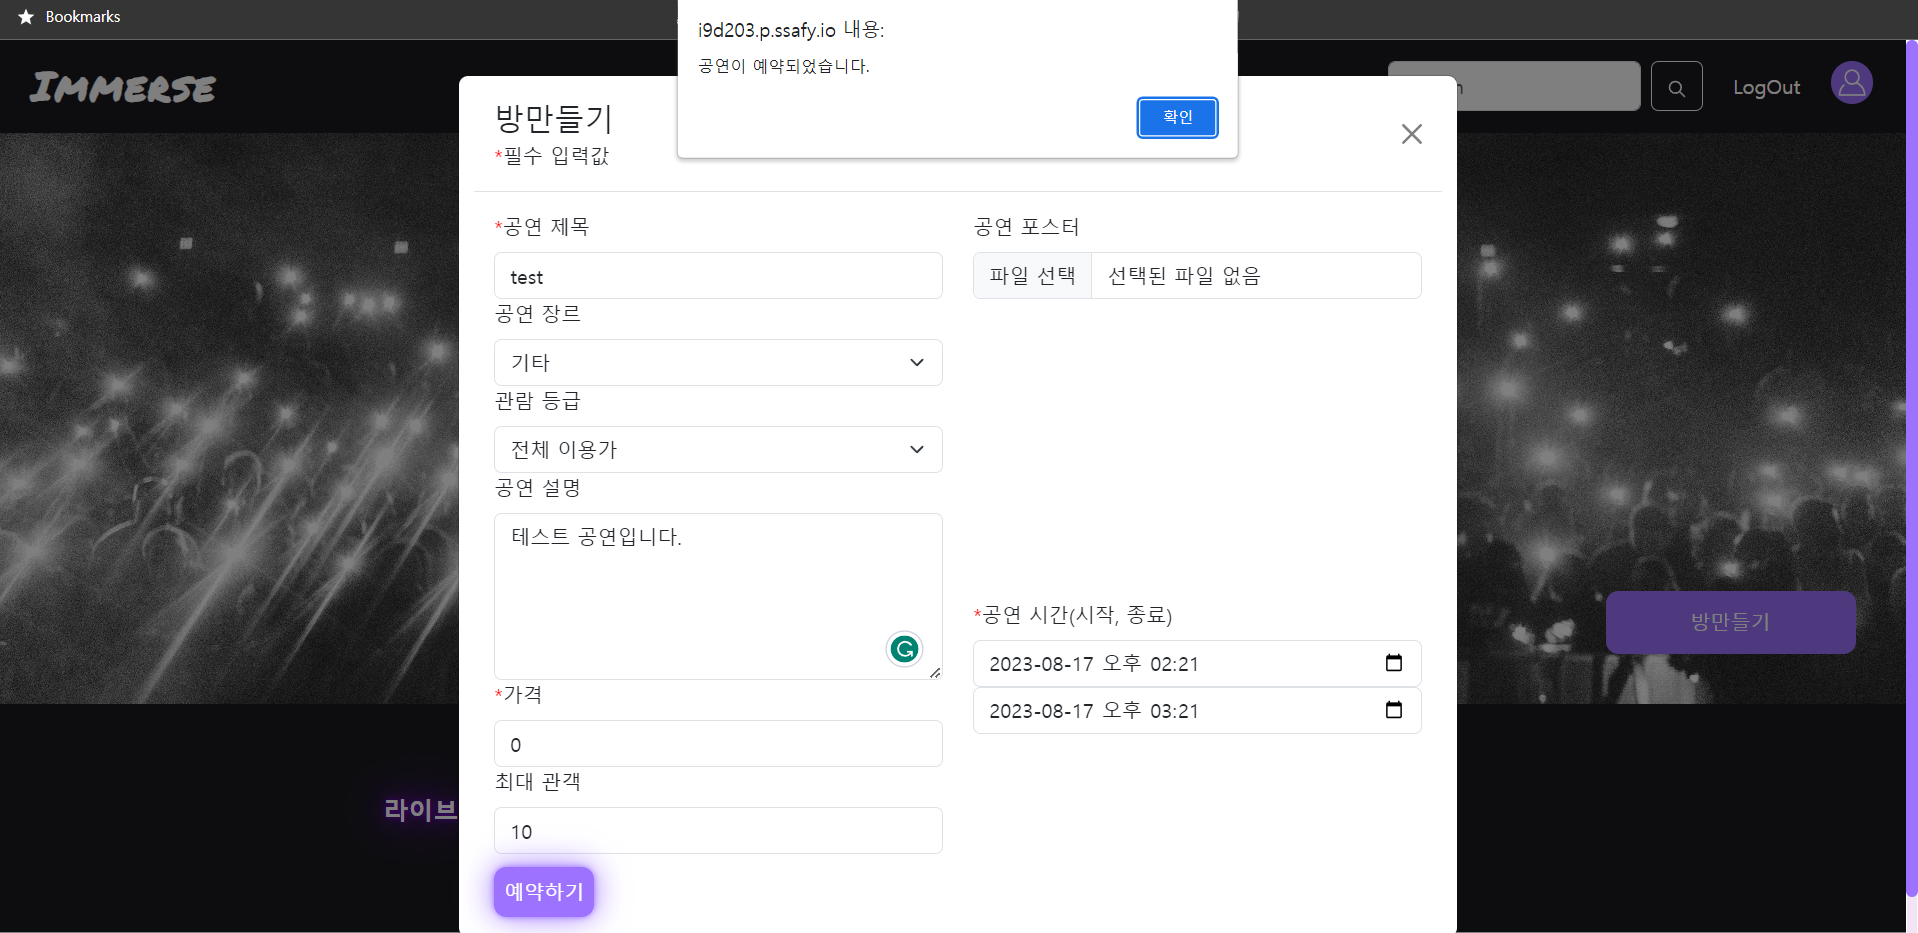 Bookmarks
i9d203.p.ssafy.io 내용:
공연이 예약되었습니다.
확인
IMMERSE
LogOut
방만들기
*필수 입력값
*공연 제목
test
공연 장르
기타
관람 등급
전체 이용가
공연 설명
테스트 공연입니다.
*가격
0
최대 관객
10
예약하기
공연 포스터
파일 선택 선택된 파일 없음
*공연 시간(시작, 종료)
2023-08-17 오후 02:21
2023-08-17 오후 03:21
방만들기
라이브